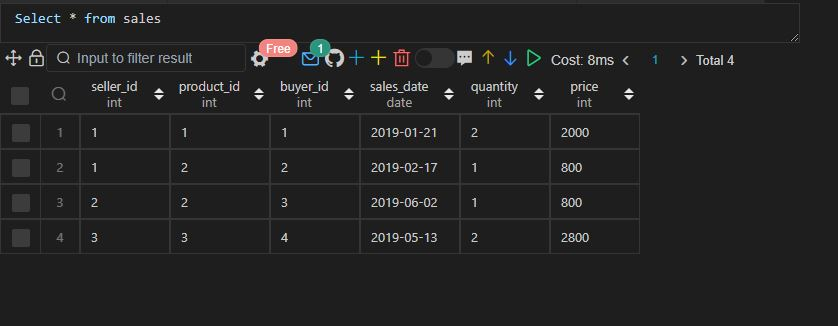 Select * from sales
Input to filter result Free 1 Cost: 8ms 1 Total 4
seller_id product_id buyer_id sales_date quantity price
int int int date int int
1 1 1 1 2019-01-21 2 2000
2 1 2 2 2019-02-17 1 800
3 2 2 3 2019-06-02 1 800
4 3 3 4 2019-05-13 2 2800